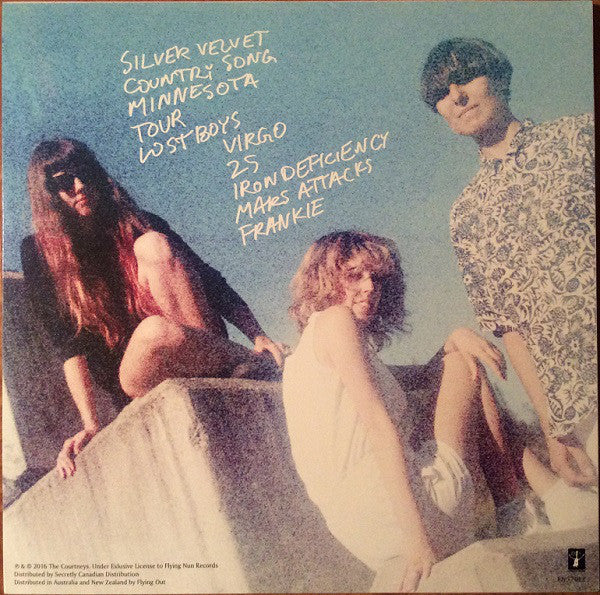 SILVER VELVET
COUNTRY SONG
MINNESOTA
TOUR
LOST BOYS
VIRGO
25
IRON DEFICIENCY
MARS ATTACKS
FRANKIE
℗ & © 2016 The Courtneys. Under Exlusive License to Flying Nun Records
Distributed by Secretly Canadian Distribution
Distributed in Australia and New Zealand by Flying Out